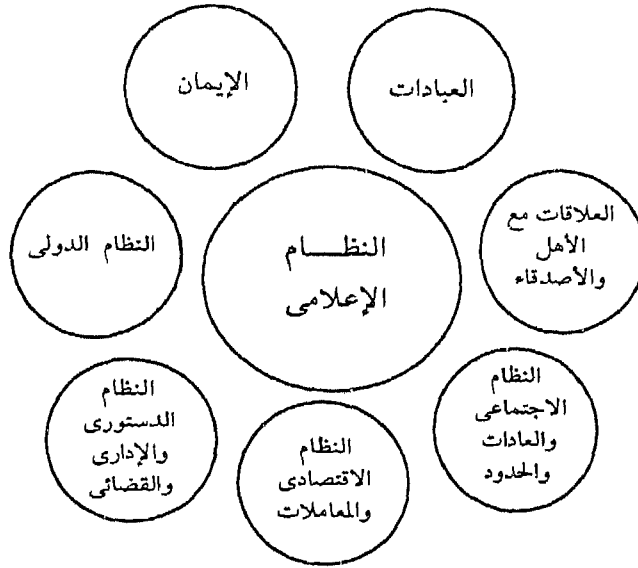 العبادات
الإيمان
العلاقات مع
الأهل
والأصدقاء
النظام
الإعلامى
النظام الدولى
النظام
الاجتماعى
والعادات
والحدود
النظام
الاقتصادى
والمعاملات
النظام
الدستورى
والإدارى
والقضائى